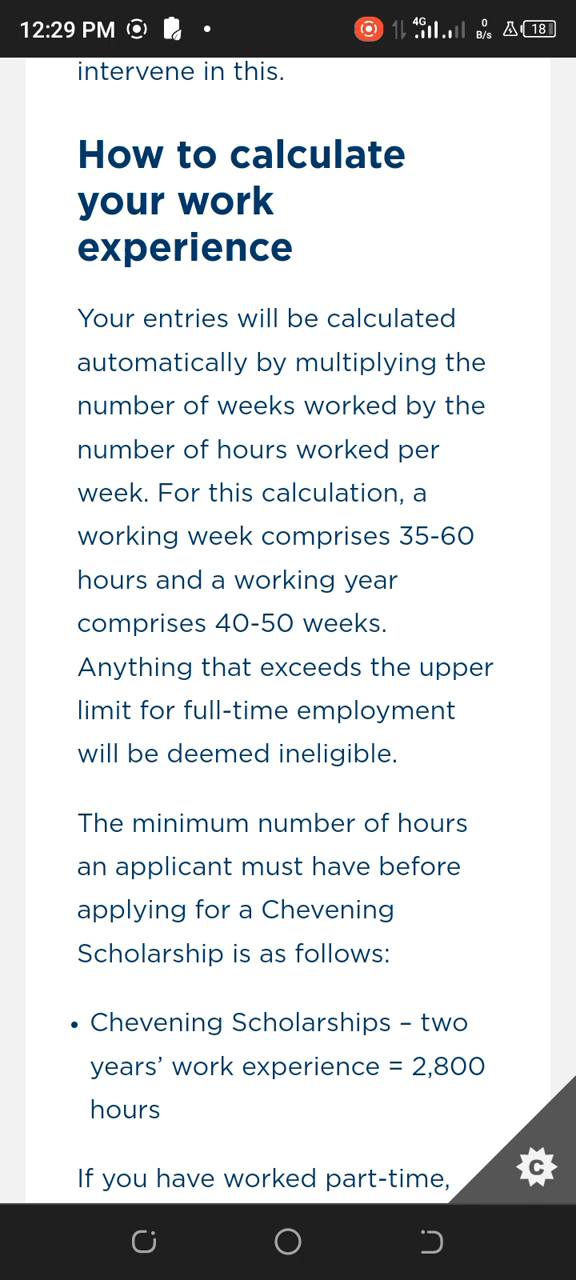 12:29 PM
4G
0
B/s
18
intervene in this.
How to calculate
your work
experience
Your entries will be calculated
automatically by multiplying the
number of weeks worked by the
number of hours worked per
week. For this calculation, a
working week comprises 35-60
hours and a working year
comprises 40-50 weeks.
Anything that exceeds the upper
limit for full-time employment
will be deemed ineligible.
The minimum number of hours
an applicant must have before
applying for a Chevening
Scholarship is as follows:
• Chevening Scholarships – two
years’ work experience = 2,800
hours
C
If you have worked part-time,